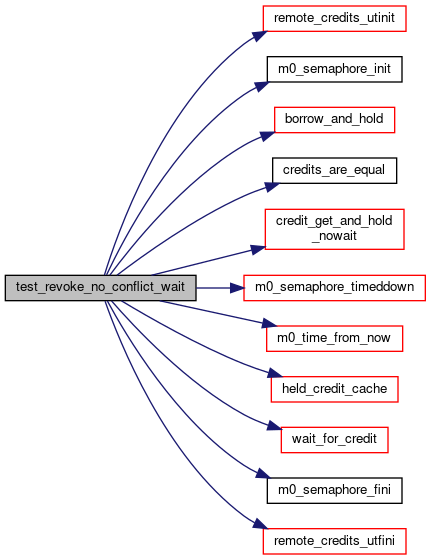 remote_credits_utinit
m0_semaphore_init
borrow_and_hold
credits_are_equal
credit_get_and_hold
_nowait
test_revoke_no_conflict_wait
m0_semaphore_timeddown
m0_time_from_now
held_credit_cache
wait_for_credit
m0_semaphore_fini
remote_credits_utfini